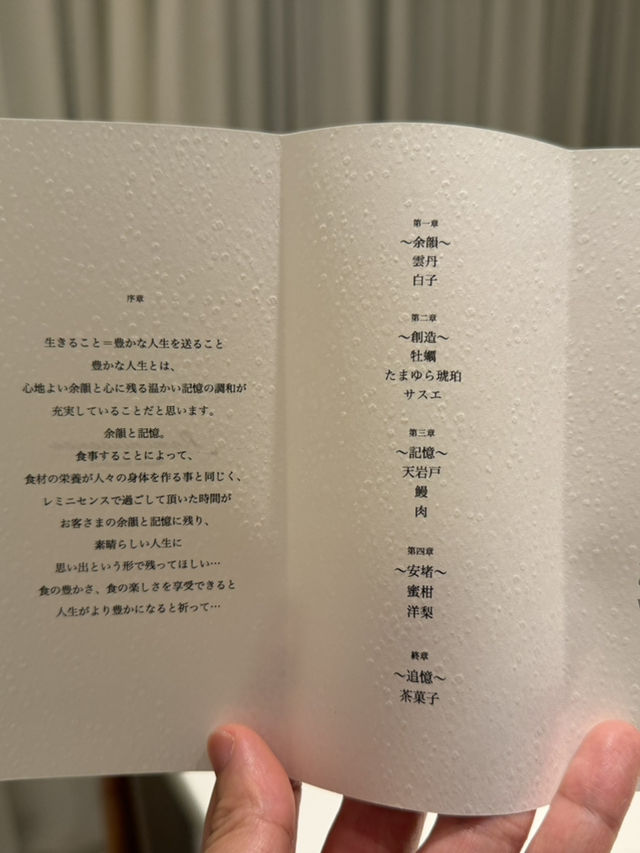 序章
生きること＝豊かな人生を送ること
豊かな人生とは、
心地よい余韻と心に残る温かい記憶の調和が
充実していることだと思います。
余韻と記憶。
食事することによって、
食材の栄養が人々の身体を作る事と同じく、
レミニセンスで過ごして頂いた時間が
お客さまの余韻と記憶に残り、
素晴らしい人生に
思い出という形で残ってほしい…
食の豊かさ、食の楽しさを享受できると
人生がより豊かになると祈って…
第一章
〜余韻〜
雲丹
白子
第二章
〜創造〜
牡蠣
たまゆら琥珀
サスエ
第三章
〜記憶〜
天岩戸
鰻
肉
第四章
〜安堵〜
蜜柑
洋梨
終章
〜追憶〜
茶菓子